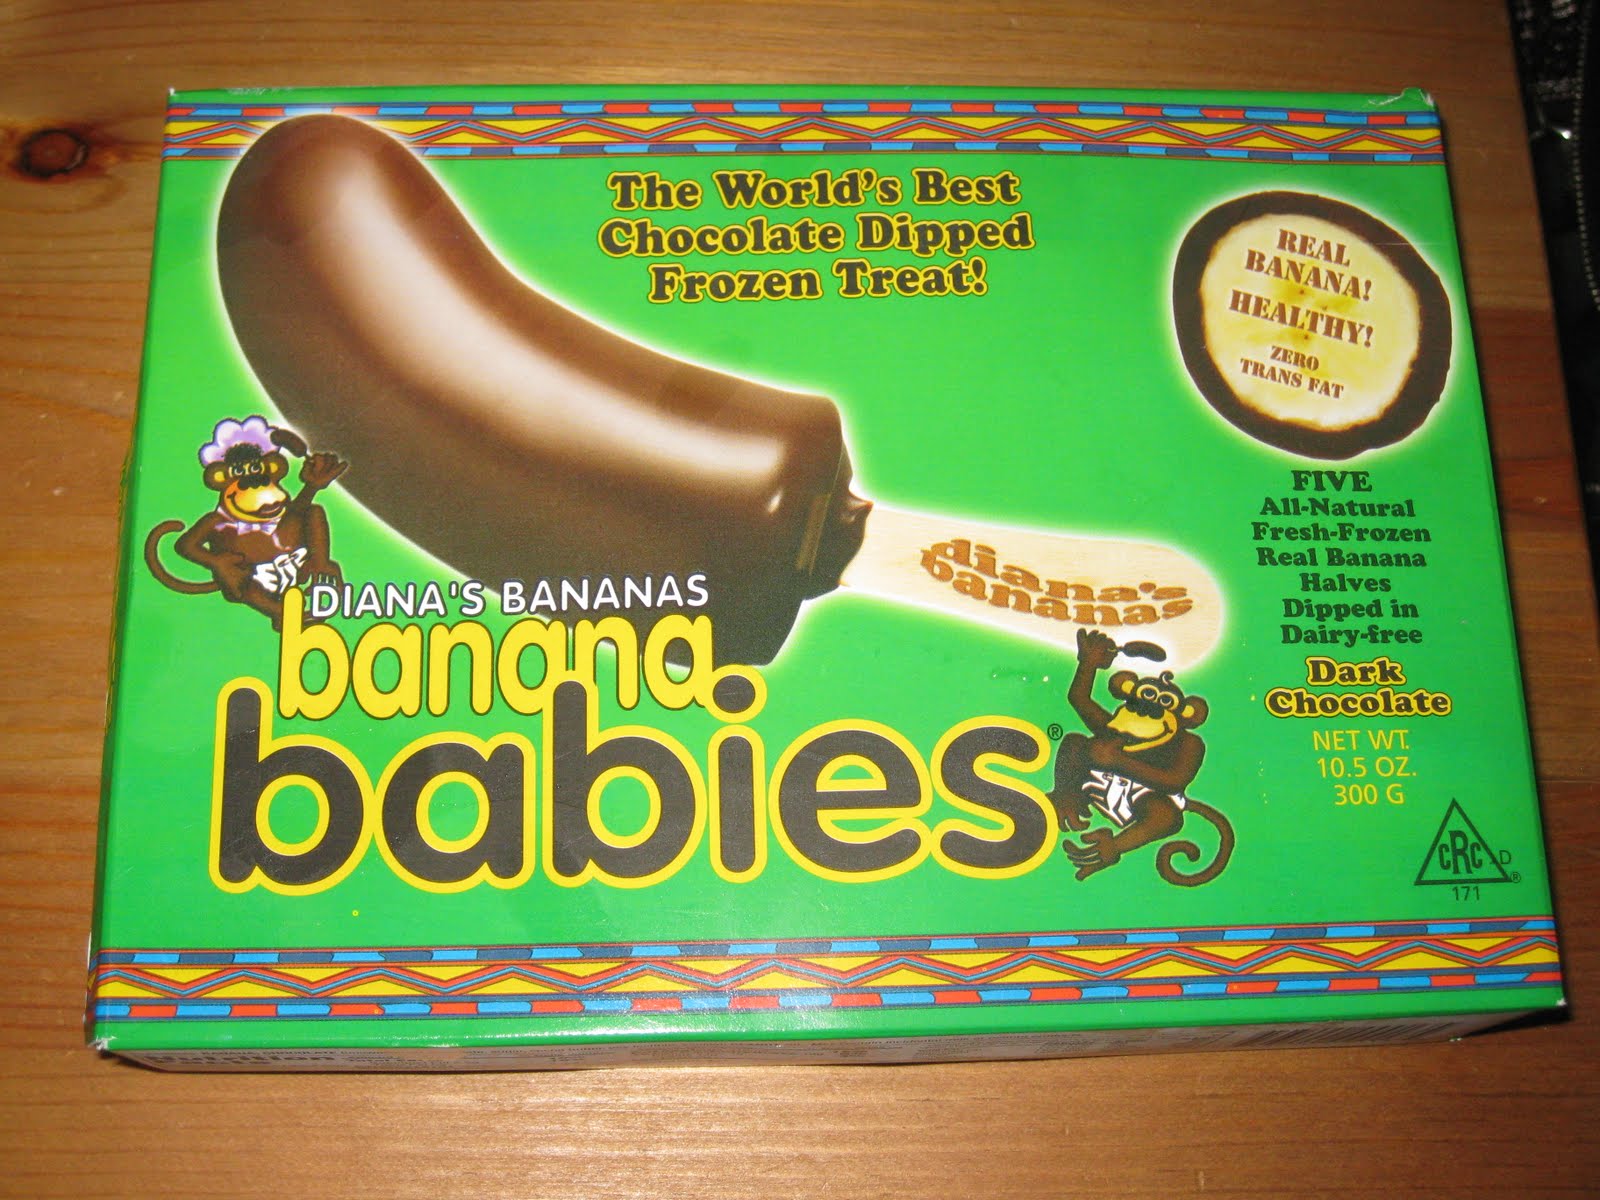 The World's Best
Chocolate Dipped
Frozen Treat!
REAL
BANANA!
HEALTHY!
ZERO
TRANS FAT
diana's
bananas
FIVE
All-Natural
Fresh-Frozen
Real Banana
Halves
Dipped in
Dairy-free
Dark
Chocolate
NET WT.
10.5 OZ.
300 G
DIANA'S BANANAS
banana
babies®
CRC D®
171